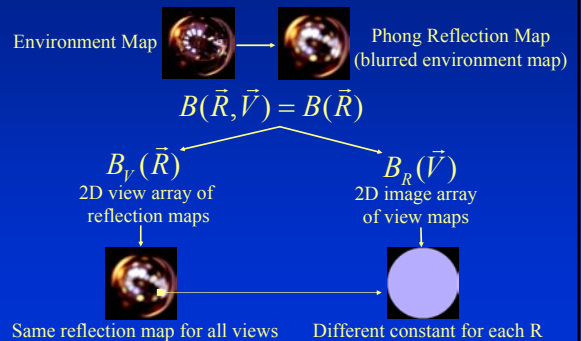 Environment Map
Phong Reflection Map
(blurred environment map)
B(R⃗, V⃗) = B(R⃗)
B_V(R⃗)
2D view array of
reflection maps
B_R(V⃗)
2D image array
of view maps
Same reflection map for all views
Different constant for each R